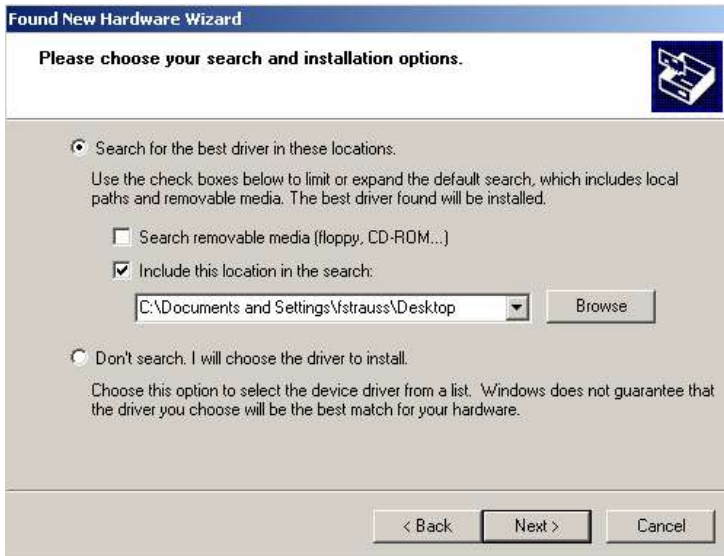 Found New Hardware Wizard
Please choose your search and installation options.
Search for the best driver in these locations.
Use the check boxes below to limit or expand the default search, which includes local
paths and removable media. The best driver found will be installed.
Search removable media (floppy, CD-ROM...)
Include this location in the search:
C:\Documents and Settings\fstrauss\Desktop
Browse
Don't search. I will choose the driver to install.
Choose this option to select the device driver from a list. Windows does not guarantee that
the driver you choose will be the best match for your hardware.
< Back Next > Cancel